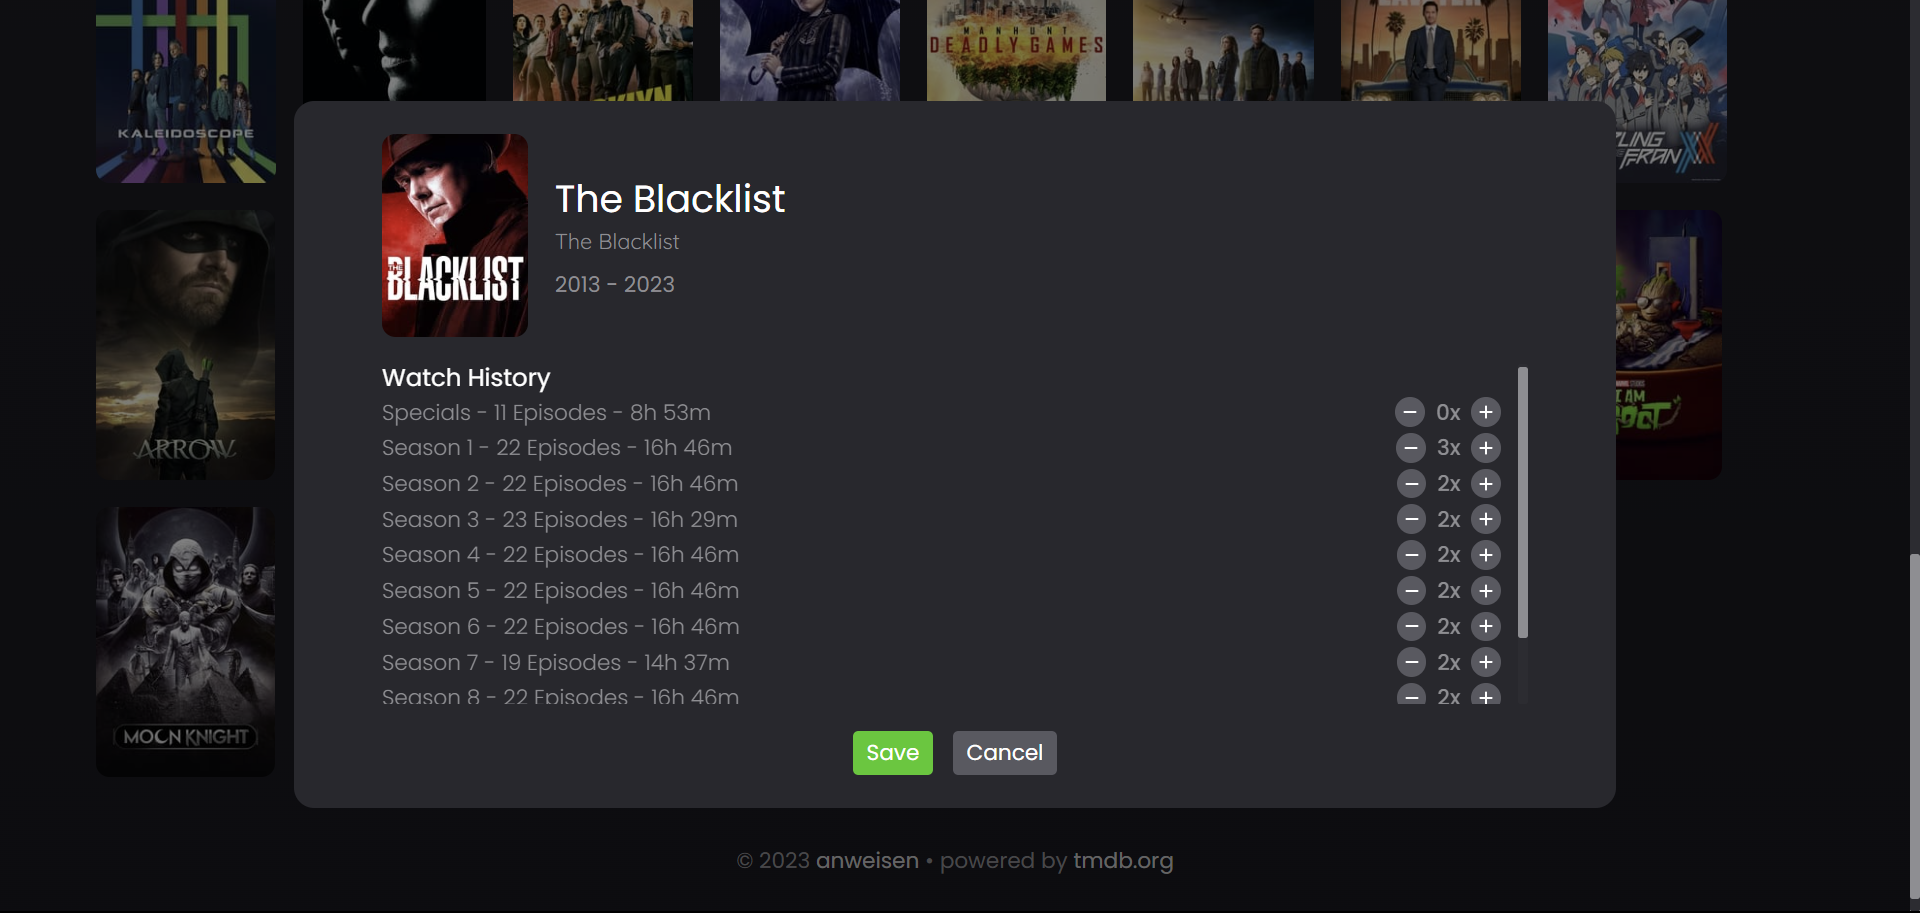 MANHUNT
DEADLY GAMES
KALEIDOSCOPE
THE
BLACKLIST
The Blacklist
The Blacklist
2013 - 2023
ARROW
I AM
Watch History
Specials - 11 Episodes - 8h 53m
0x
Season 1 - 22 Episodes - 16h 46m
3x
Season 2 - 22 Episodes - 16h 46m
2x
Season 3 - 23 Episodes - 16h 29m
2x
Season 4 - 22 Episodes - 16h 46m
2x
Season 5 - 22 Episodes - 16h 46m
2x
Season 6 - 22 Episodes - 16h 46m
2x
Season 7 - 19 Episodes - 14h 37m
2x
Season 8 - 22 Episodes - 16h 46m
2x
MOON KNIGHT
Save
Cancel
© 2023 anweisen • powered by tmdb.org